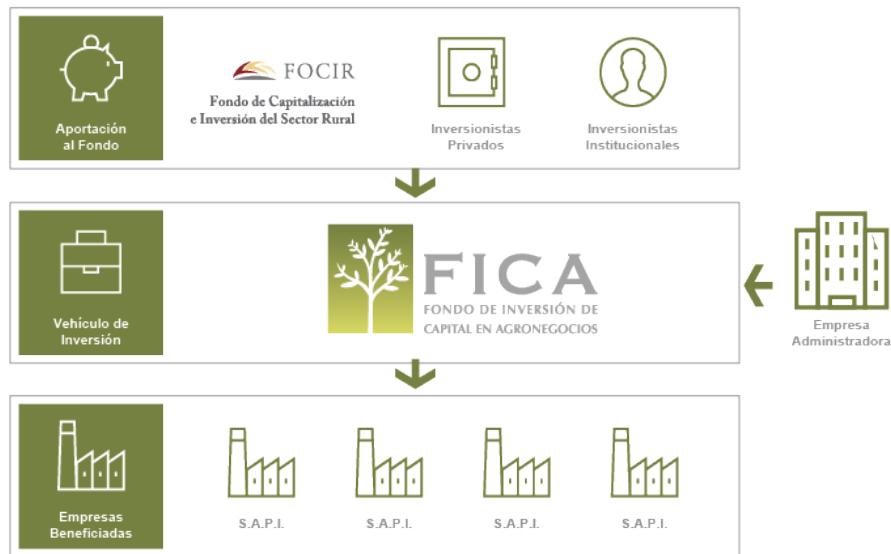 Aportación
al Fondo
FOCIR
Fondo de Capitalización
e Inversión del Sector Rural
Inversionistas
Privados
Inversionistas
Institucionales
Vehículo de
Inversión
FICA
FONDO DE INVERSIÓN DE
CAPITAL EN AGRONEGOCIOS
Empresa
Administradora
Empresas
Beneficiadas
S.A.P.I.
S.A.P.I.
S.A.P.I.
S.A.P.I.